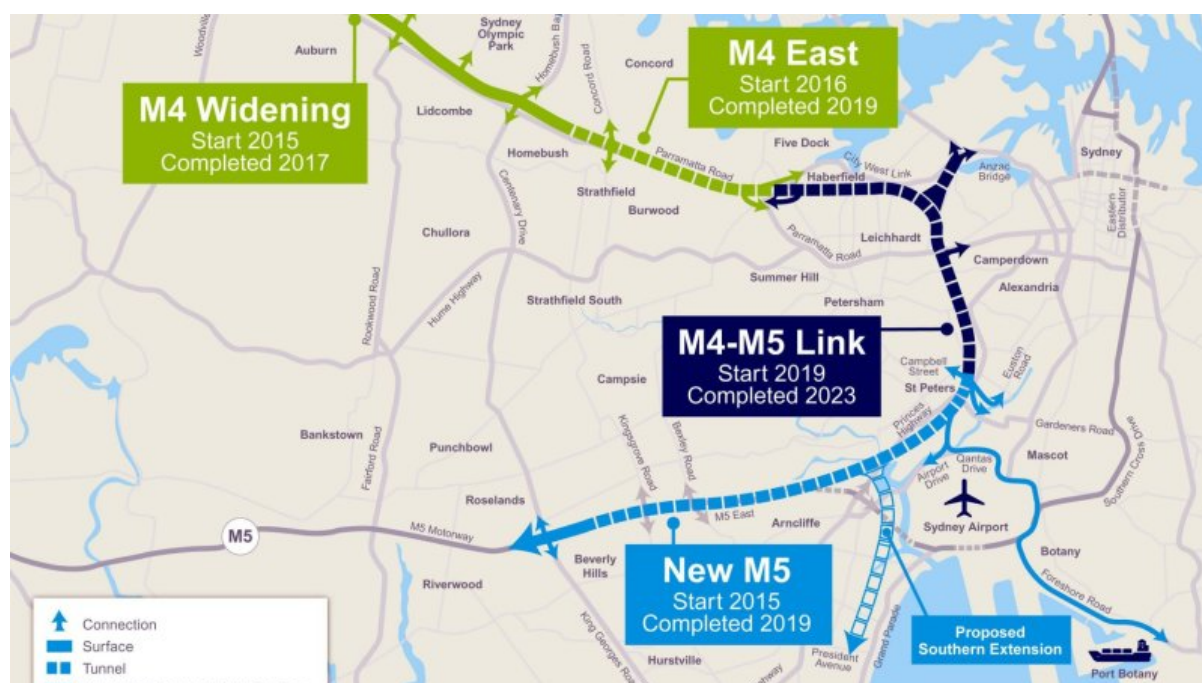 Woodville
Auburn
Sydney
Olympic
Park
Homebush Bay
Concord Road
Concord
M4 East
Start 2016
Completed 2019
M4 Widening
Start 2015
Completed 2017
Lidcombe
Homebush
Parramatta Road
Five Dock
City West Link
Haberfield
Anzac
Bridge
Sydney
Eastern
Distributor
Strathfield
Burwood
Centenary Drive
Chullora
Parramatta Road
Leichhardt
Camperdown
Summer Hill
Alexandria
Hume Highway
Strathfield South
Petersham
Rookwood Road
M4-M5 Link
Start 2019
Completed 2023
Campbell
Street
Euston
Road
St Peters
Campsie
Princes
Highway
Gardeners Road
Bankstown
Fairford Road
Punchbowl
Kingsgrove Road
Bexley Road
Qantas
Drive
Airport
Drive
Mascot
Southern Cross Drive
Roselands
M5 East
Arncliffe
Sydney Airport
M5
M5 Motorway
Beverly
Hills
Riverwood
New M5
Start 2015
Completed 2019
Botany
Foreshore Road
Connection
Surface
Tunnel
King Georges Road
Hurstville
President
Avenue
Grand Parade
Proposed
Southern Extension
Port Botany